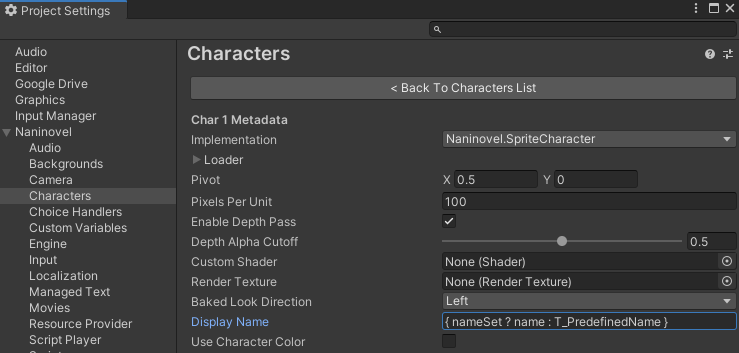 Project Settings
Audio
Editor
Google Drive
Graphics
Input Manager
Naninovel
Audio
Backgrounds
Camera
Characters
Choice Handlers
Custom Variables
Engine
Input
Localization
Managed Text
Movies
Resource Provider
Script Player
Characters
< Back To Characters List
Char 1 Metadata
Implementation Naninovel.SpriteCharacter
Loader
Pivot X 0.5 Y 0
Pixels Per Unit 100
Enable Depth Pass
Depth Alpha Cutoff 0.5
Custom Shader None (Shader)
Render Texture None (Render Texture)
Baked Look Direction Left
Display Name { nameSet ? name : T_PredefinedName }
Use Character Color